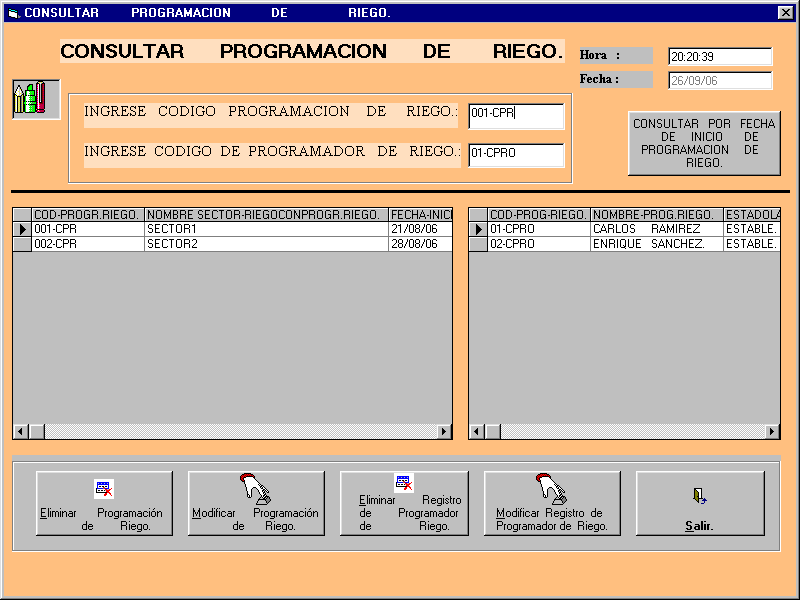 CONSULTAR PROGRAMACION DE RIEGO.
CONSULTAR PROGRAMACION DE RIEGO.
Hora :
20:20:39
Fecha :
26/09/06
INGRESE CODIGO PROGRAMACION DE RIEGO.:
001-CPR
INGRESE CODIGO DE PROGRAMADOR DE RIEGO.:
01-CPRO
CONSULTAR POR FECHA
DE INICIO DE
PROGRAMACION DE
RIEGO.
COD-PROGR.RIEGO. NOMBRE SECTOR-RIEGOCONPROGR.RIEGO. FECHA-INICI
001-CPR SECTOR1 21/08/06
002-CPR SECTOR2 28/08/06
COD-PROG-RIEGO. NOMBRE-PROG.RIEGO. ESTADOLA
01-CPRO CARLOS RAMIREZ ESTABLE.
02-CPRO ENRIQUE SANCHEZ. ESTABLE.
Eliminar Programación
de Riego.
Modificar Programación
de Riego.
Eliminar Registro
de Programador
de Riego.
Modificar Registro de
Programador de Riego.
Salir.